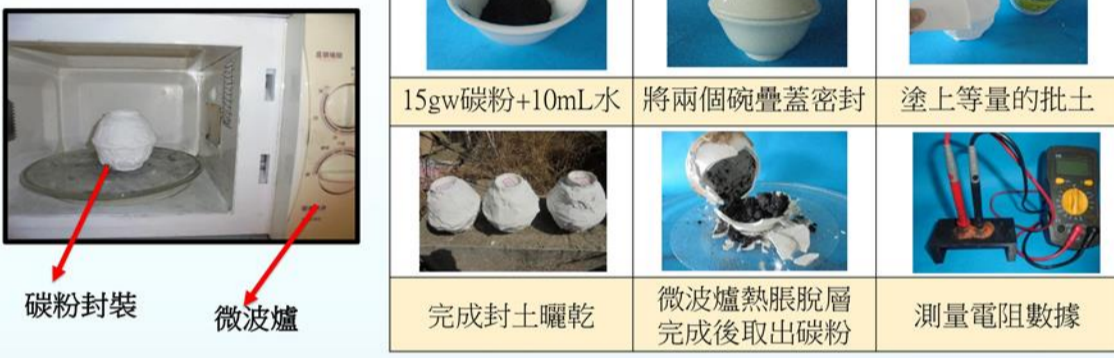 碳粉封裝
微波爐
15gw碳粉+10mL水
將兩個碗疊蓋密封
塗上等量的批土
完成封土曬乾
微波爐熱脹脫層
完成後取出碳粉
測量電阻數據